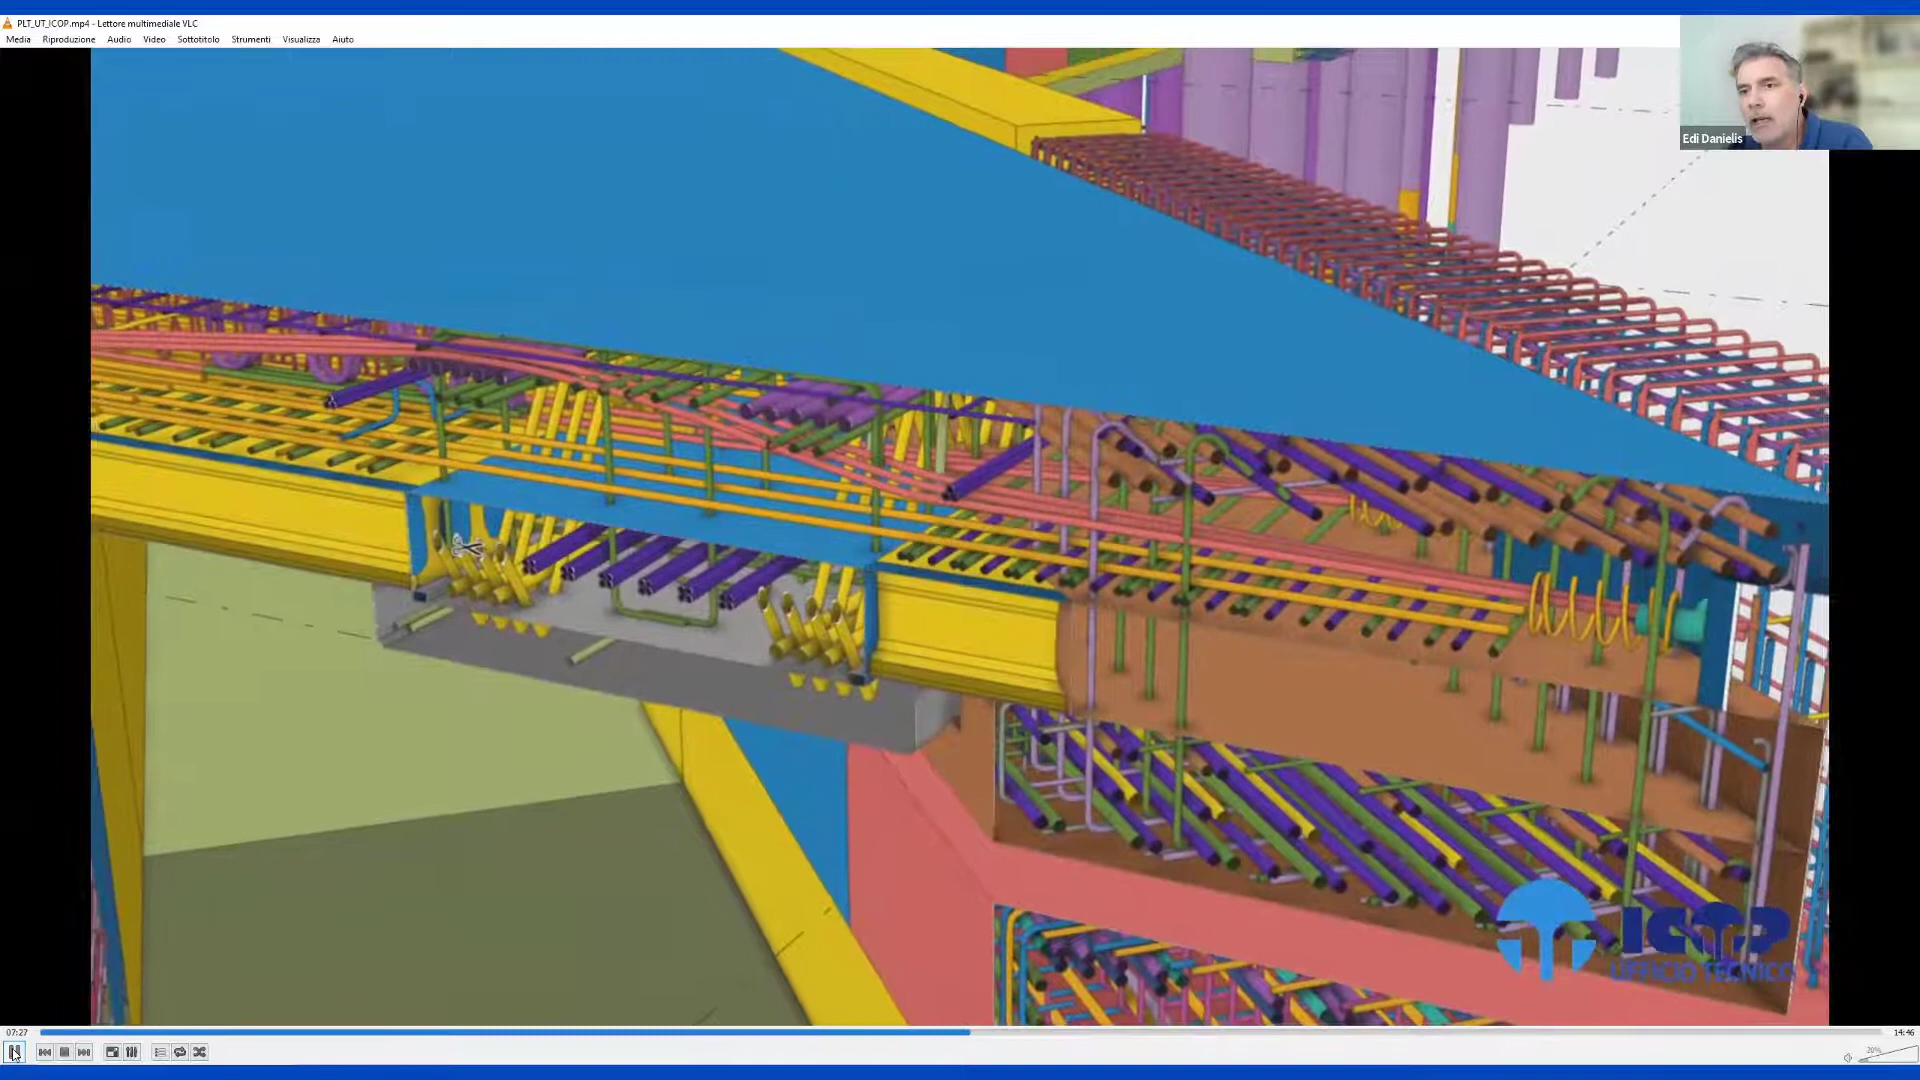 PLT_UT_ICOP.mp4 - Lettore multimediale VLC
Media Riproduzione Audio Video Sottotitolo Strumenti Visualizza Aiuto
Edi Danielis
ICOP
UFFICIO TECNICO
07:27
14:46
20%